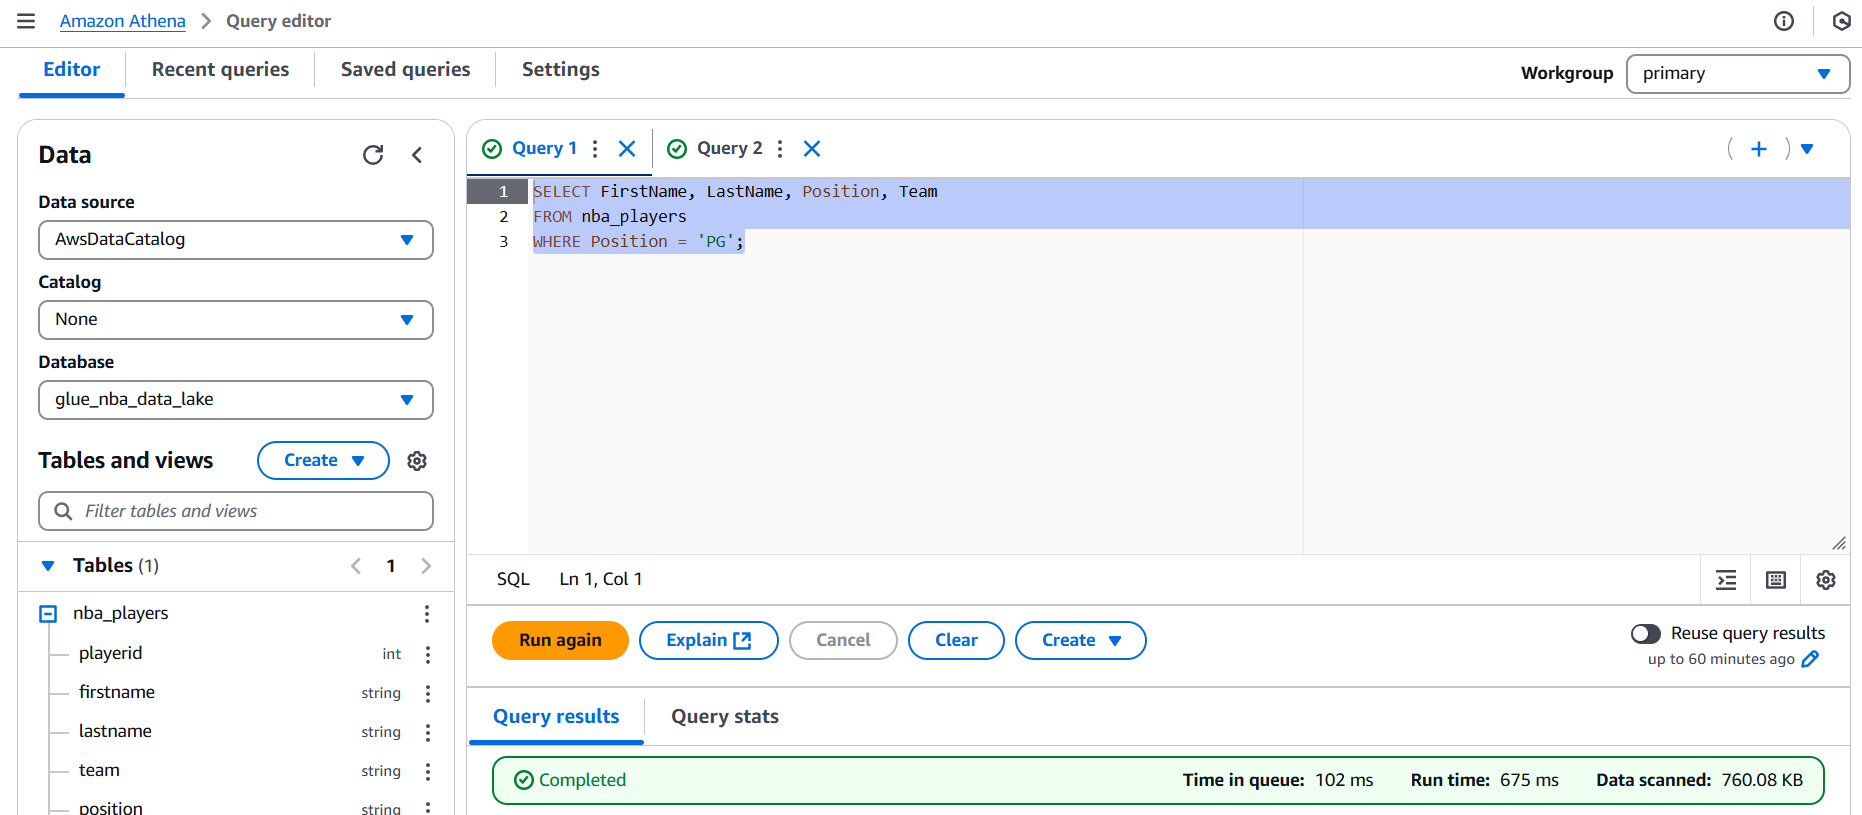 Amazon Athena > Query editor
Editor Recent queries Saved queries Settings
Workgroup primary
Data
Data source
AwsDataCatalog
Catalog
None
Database
glue_nba_data_lake
Tables and views Create
Filter tables and views
Tables (1) < 1 >
nba_players
playerid int
firstname string
lastname string
team string
position string
Query 1 Query 2
1 SELECT FirstName, LastName, Position, Team
2 FROM nba_players
3 WHERE Position = 'PG';
SQL Ln 1, Col 1
Run again Explain Cancel Clear Create
Reuse query results
up to 60 minutes ago
Query results Query stats
Completed Time in queue: 102 ms Run time: 675 ms Data scanned: 760.08 KB